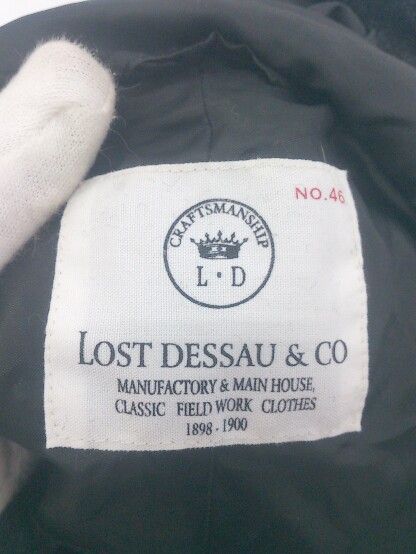 NO.46
CRAFTSMANSHIP
L · D
LOST DESSAU & CO
MANUFACTORY & MAIN HOUSE,
CLASSIC FIELD WORK CLOTHES
1898 - 1900